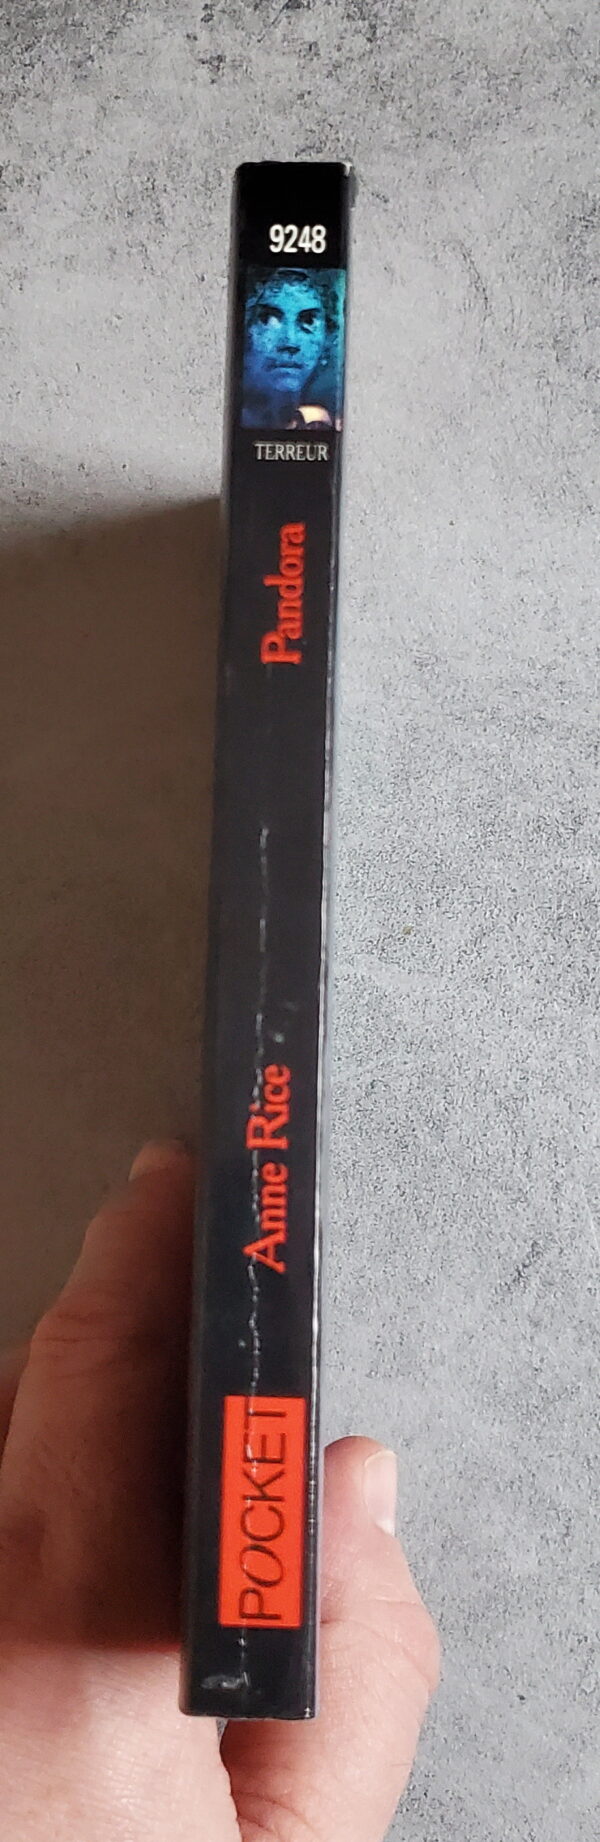 9248
TERREUR
Pandora
Anne Rice
POCKET